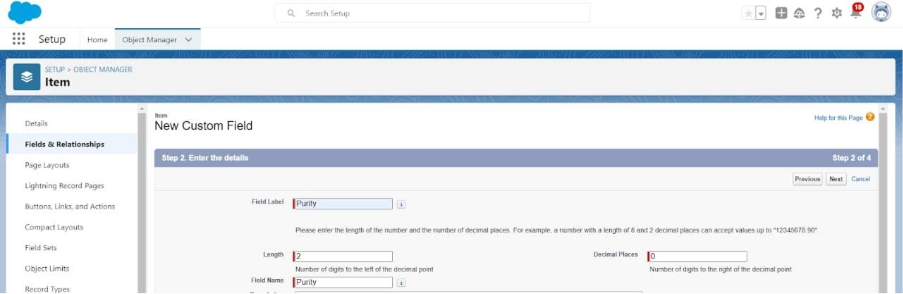 Search Setup
18
Setup
Home
Object Manager
SETUP > OBJECT MANAGER
Item
Details
Fields & Relationships
Page Layouts
Lightning Record Pages
Buttons, Links, and Actions
Compact Layouts
Field Sets
Object Limits
Record Types
Item
New Custom Field
Help for this Page
Step 2. Enter the details
Step 2 of 4
Previous Next Cancel
Field Label Purity
Please enter the length of the number and the number of decimal places. For example, a number with a length of 8 and 2 decimal places can accept values up to "12345678.90".
Length 2 Decimal Places 0
Number of digits to the left of the decimal point Number of digits to the right of the decimal point
Field Name Purity